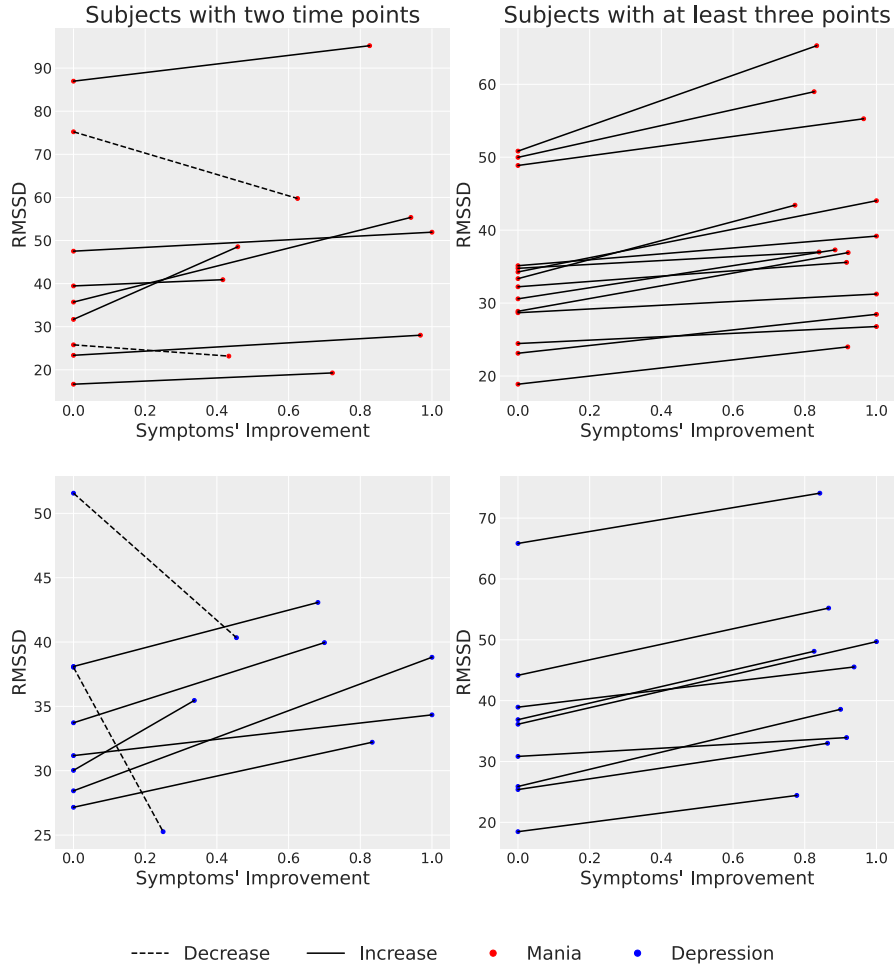 Subjects with two time points
Subjects with at least three points
RMSSD
90
80
70
60
50
40
30
20
0.0 0.2 0.4 0.6 0.8 1.0
Symptoms' Improvement
RMSSD
60
50
40
30
20
0.0 0.2 0.4 0.6 0.8 1.0
Symptoms' Improvement
RMSSD
50
45
40
35
30
25
0.0 0.2 0.4 0.6 0.8 1.0
Symptoms' Improvement
RMSSD
70
60
50
40
30
20
0.0 0.2 0.4 0.6 0.8 1.0
Symptoms' Improvement
Decrease Increase Mania Depression